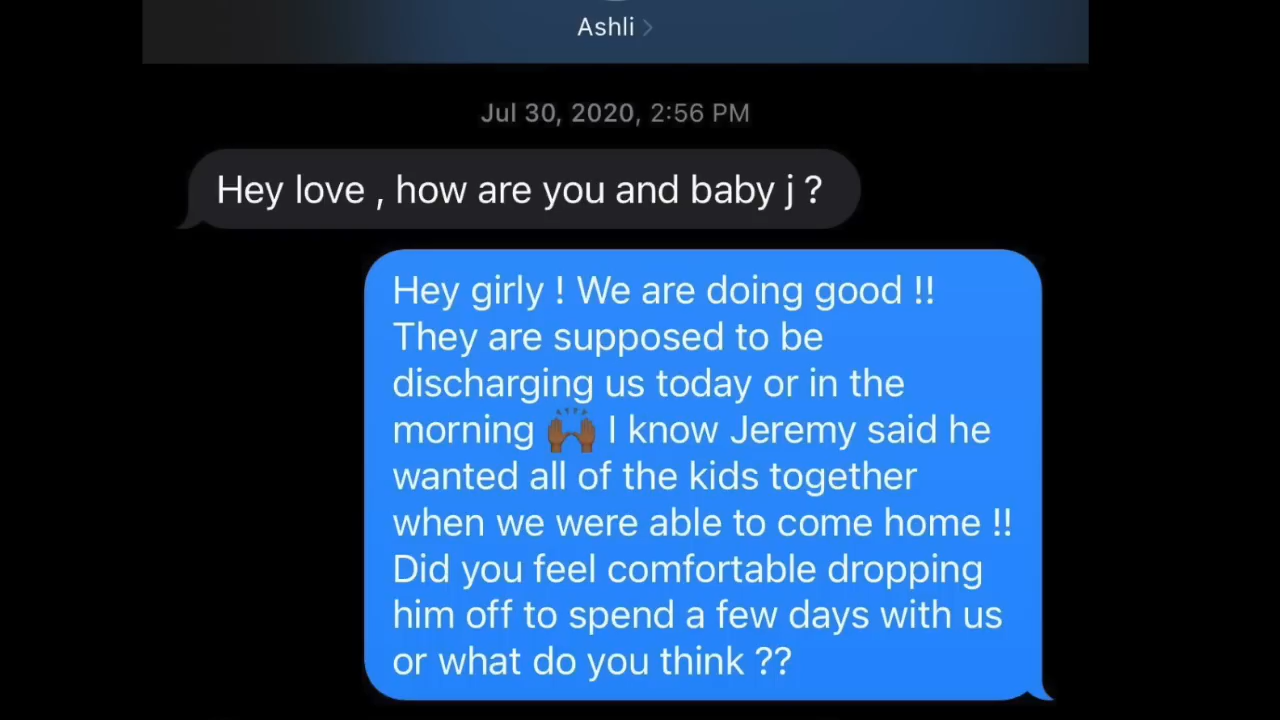 Ashli >
Jul 30, 2020, 2:56 PM
Hey love , how are you and baby j ?
Hey girly ! We are doing good !!
They are supposed to be
discharging us today or in the
morning 🙌🏾 I know Jeremy said he
wanted all of the kids together
when we were able to come home !!
Did you feel comfortable dropping
him off to spend a few days with us
or what do you think ??